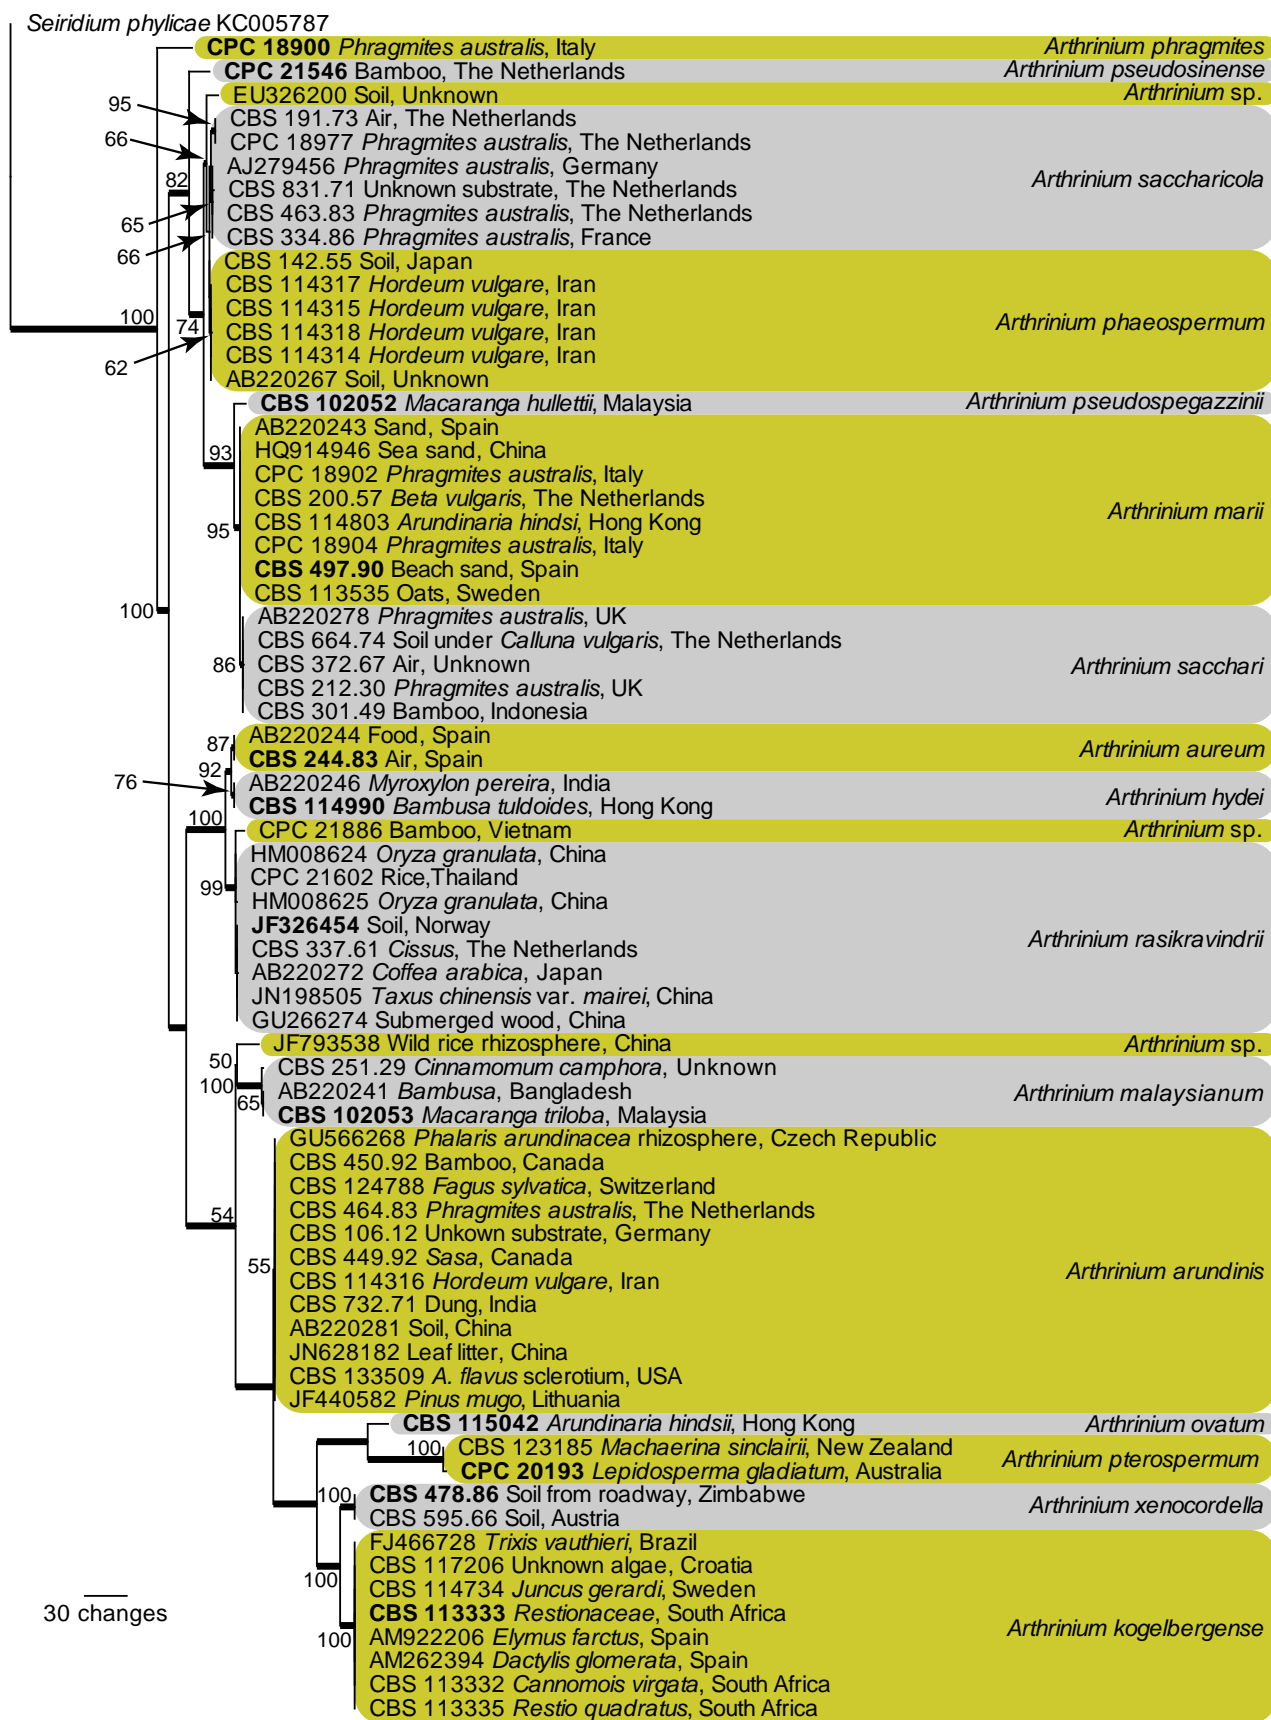 Seiridium phylicae KC005787
CPC 18900 Phragmites australis, Italy Arthrinium phragmites
CPC 21546 Bamboo, The Netherlands Arthrinium pseudosinense
EU326200 Soil, Unknown Arthrinium sp.
95
CBS 191.73 Air, The Netherlands
66
CPC 18977 Phragmites australis, The Netherlands
AJ279456 Phragmites australis, Germany
82
CBS 831.71 Unknown substrate, The Netherlands Arthrinium saccharicola
65
CBS 463.83 Phragmites australis, The Netherlands
66
CBS 334.86 Phragmites australis, France
CBS 142.55 Soil, Japan
CBS 114317 Hordeum vulgare, Iran
100
74
CBS 114315 Hordeum vulgare, Iran
CBS 114318 Hordeum vulgare, Iran Arthrinium phaeospermum
62
CBS 114314 Hordeum vulgare, Iran
AB220267 Soil, Unknown
CBS 102052 Macaranga hullettii, Malaysia Arthrinium pseudospegazzinii
AB220243 Sand, Spain
93
HQ914946 Sea sand, China
CPC 18902 Phragmites australis, Italy
CBS 200.57 Beta vulgaris, The Netherlands
95
CBS 114803 Arundinaria hindsi, Hong Kong Arthrinium marii
CPC 18904 Phragmites australis, Italy
CBS 497.90 Beach sand, Spain
CBS 113535 Oats, Sweden
100
AB220278 Phragmites australis, UK
CBS 664.74 Soil under Calluna vulgaris, The Netherlands
86
CBS 372.67 Air, Unknown Arthrinium sacchari
CBS 212.30 Phragmites australis, UK
CBS 301.49 Bamboo, Indonesia
87
AB220244 Food, Spain
CBS 244.83 Air, Spain Arthrinium aureum
92
76
AB220246 Myroxylon pereira, India
CBS 114990 Bambusa tuldoides, Hong Kong Arthrinium hydei
100
CPC 21886 Bamboo, Vietnam Arthrinium sp.
HM008624 Oryza granulata, China
99
CPC 21602 Rice,Thailand
HM008625 Oryza granulata, China
JF326454 Soil, Norway
CBS 337.61 Cissus, The Netherlands Arthrinium rasikravindrii
AB220272 Coffea arabica, Japan
JN198505 Taxus chinensis var. mairei, China
GU266274 Submerged wood, China
JF793538 Wild rice rhizosphere, China Arthrinium sp.
50
CBS 251.29 Cinnamomum camphora, Unknown
100
AB220241 Bambusa, Bangladesh Arthrinium malaysianum
65
CBS 102053 Macaranga triloba, Malaysia
GU566268 Phalaris arundinacea rhizosphere, Czech Republic
CBS 450.92 Bamboo, Canada
CBS 124788 Fagus sylvatica, Switzerland
54
CBS 464.83 Phragmites australis, The Netherlands
CBS 106.12 Unkown substrate, Germany
55
CBS 449.92 Sasa, Canada
CBS 114316 Hordeum vulgare, Iran Arthrinium arundinis
CBS 732.71 Dung, India
AB220281 Soil, China
JN628182 Leaf litter, China
CBS 133509 A. flavus sclerotium, USA
JF440582 Pinus mugo, Lithuania
CBS 115042 Arundinaria hindsii, Hong Kong Arthrinium ovatum
100
CBS 123185 Machaerina sinclairii, New Zealand
CPC 20193 Lepidosperma gladiatum, Australia Arthrinium pterospermum
100
CBS 478.86 Soil from roadway, Zimbabwe
CBS 595.66 Soil, Austria Arthrinium xenocordella
FJ466728 Trixis vauthieri, Brazil
100
CBS 117206 Unknown algae, Croatia
CBS 114734 Juncus gerardi, Sweden
CBS 113333 Restionaceae, South Africa
100
AM922206 Elymus farctus, Spain Arthrinium kogelbergense
AM262394 Dactylis glomerata, Spain
CBS 113332 Cannomois virgata, South Africa
CBS 113335 Restio quadratus, South Africa
30 changes